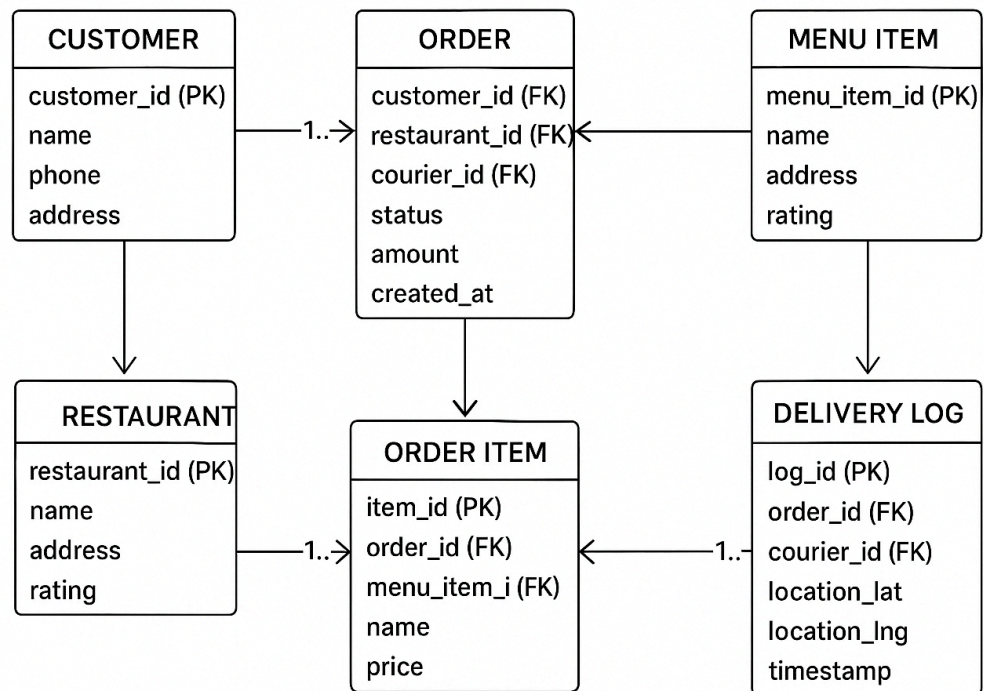 CUSTOMER
customer_id (PK)
name
phone
address
1..
ORDER
customer_id (FK)
restaurant_id (FK)
courier_id (FK)
status
amount
created_at
MENU ITEM
menu_item_id (PK)
name
address
rating
RESTAURANT
restaurant_id (PK)
name
address
rating
1..
ORDER ITEM
item_id (PK)
order_id (FK)
menu_item_i (FK)
name
price
1..
DELIVERY LOG
log_id (PK)
order_id (FK)
courier_id (FK)
location_lat
location_lng
timestamp